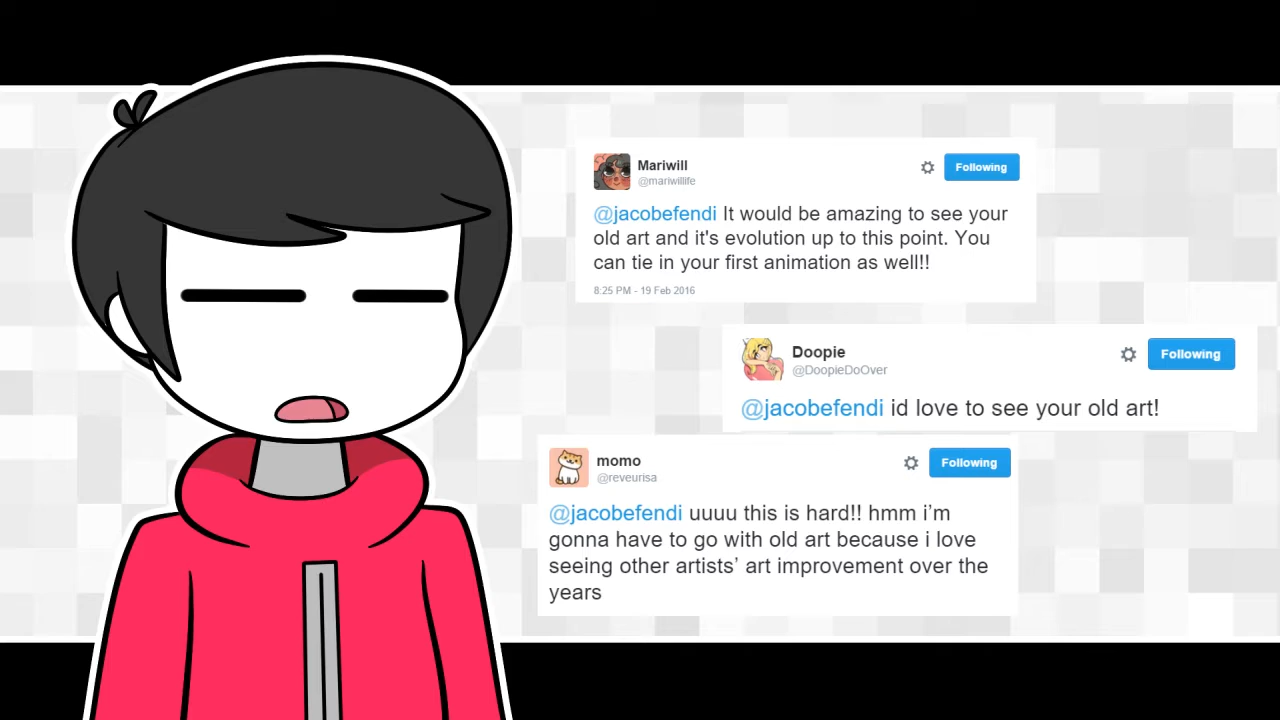 Mariwill
@mariwillife
Following
@jacobefendi It would be amazing to see your
old art and it's evolution up to this point. You
can tie in your first animation as well!!
8:25 PM - 19 Feb 2016
Doopie
@DoopieDoOver
Following
@jacobefendi id love to see your old art!
momo
@reveurisa
Following
@jacobefendi uuuu this is hard!! hmm i’m
gonna have to go with old art because i love
seeing other artists’ art improvement over the
years